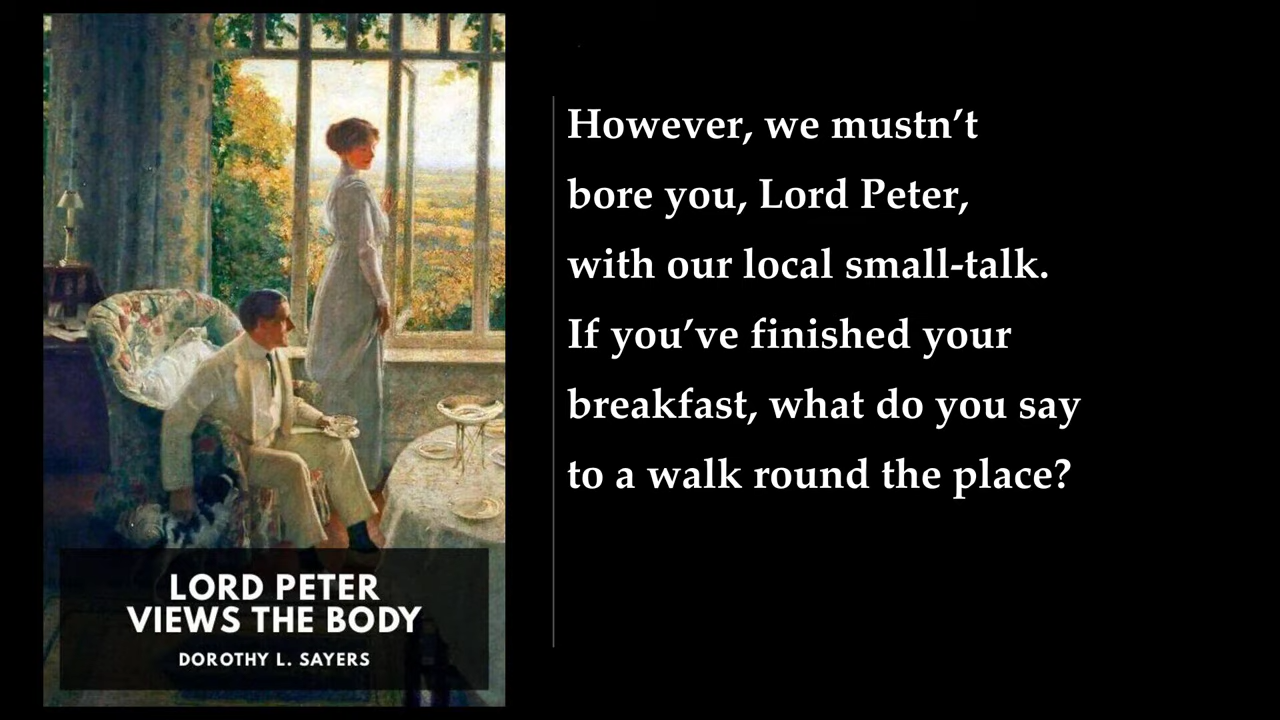 However, we mustn’t
bore you, Lord Peter,
with our local small-talk.
If you’ve finished your
breakfast, what do you say
to a walk round the place?
LORD PETER
VIEWS THE BODY
DOROTHY L. SAYERS